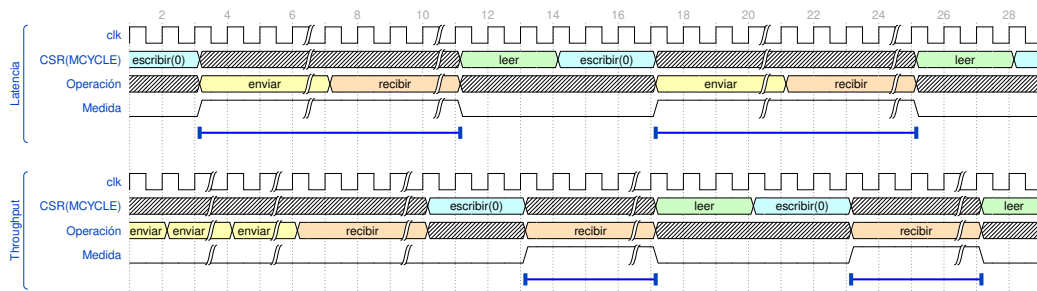 2 4 6 8 10 12 14 16 18 20 22 24 26 28
Latencia
clk
CSR(MCYCLE) escribir(0) leer escribir(0) leer
Operación enviar recibir enviar recibir
Medida
Throughput
clk
CSR(MCYCLE) escribir(0) leer escribir(0) leer
Operación enviar enviar enviar recibir recibir recibir
Medida